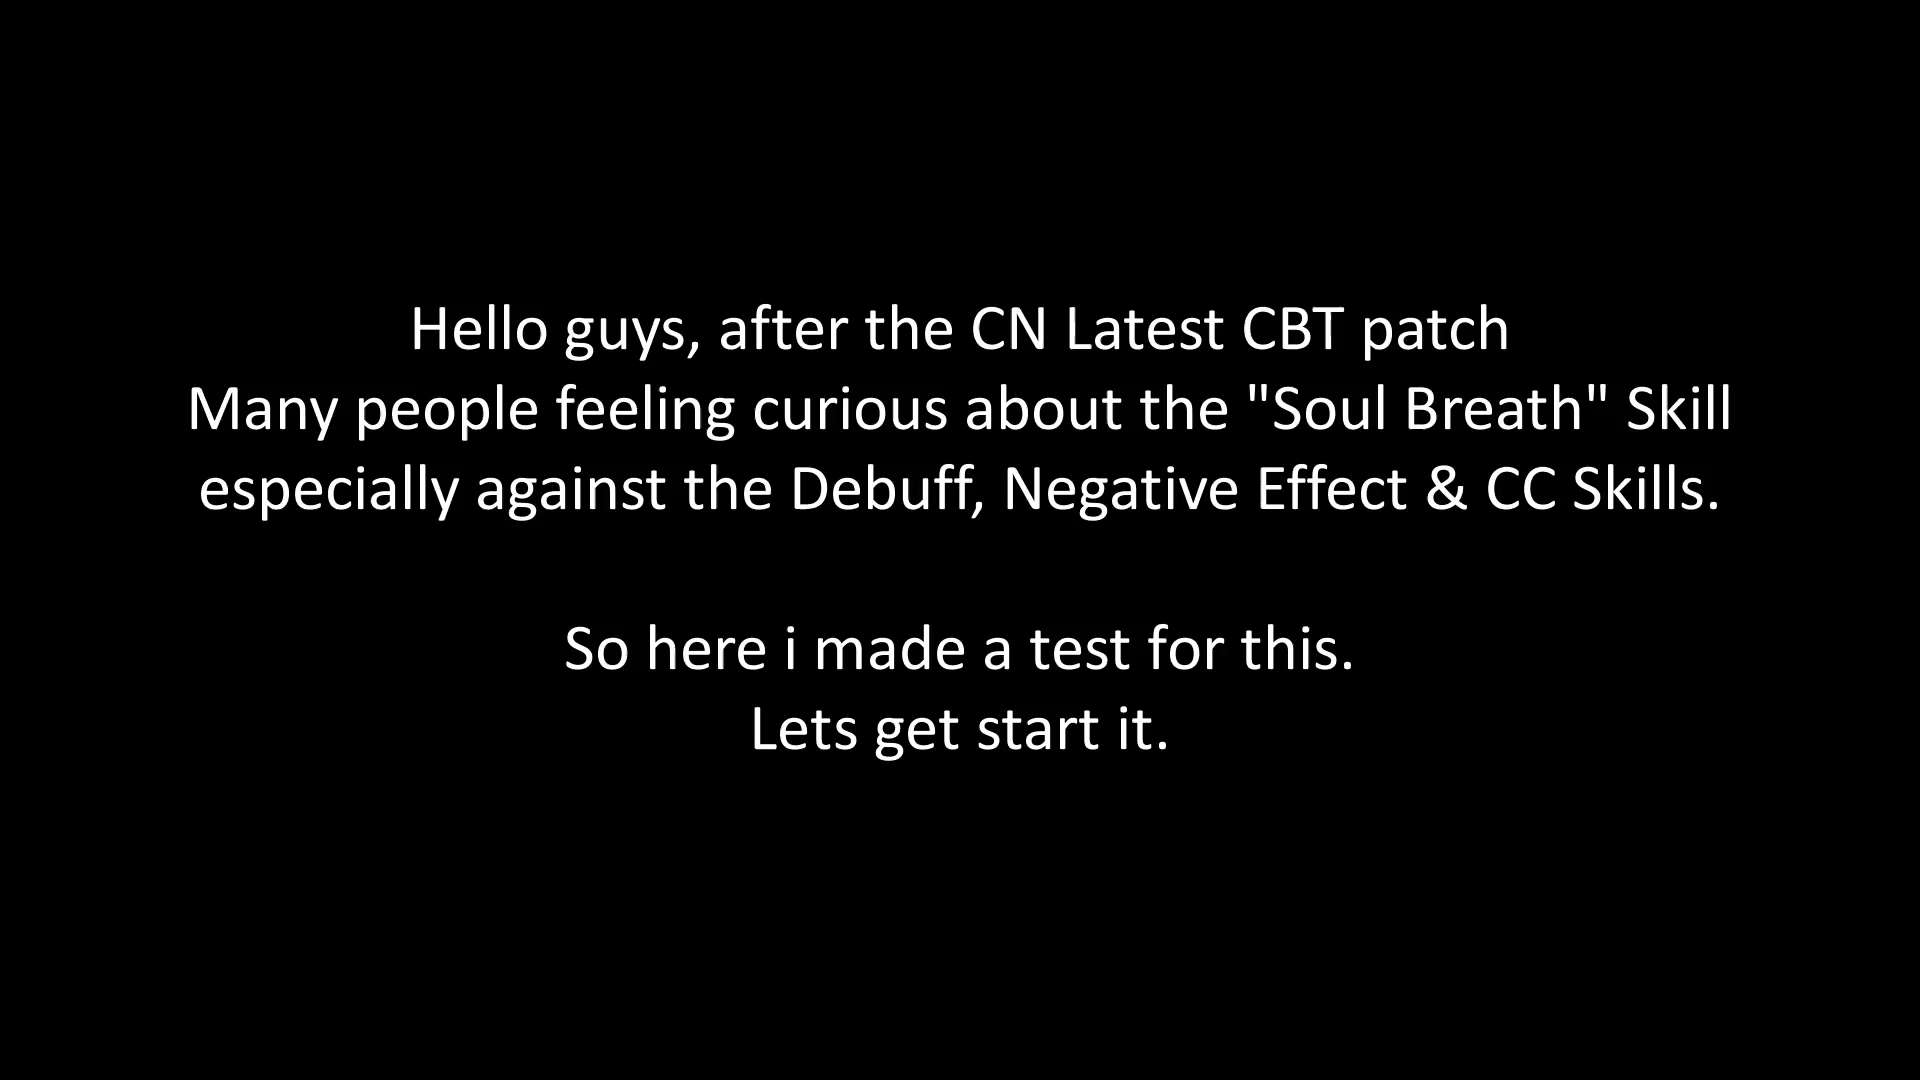 Hello guys, after the CN Latest CBT patch
Many people feeling curious about the "Soul Breath" Skill
especially against the Debuff, Negative Effect & CC Skills.
So here i made a test for this.
Lets get start it.